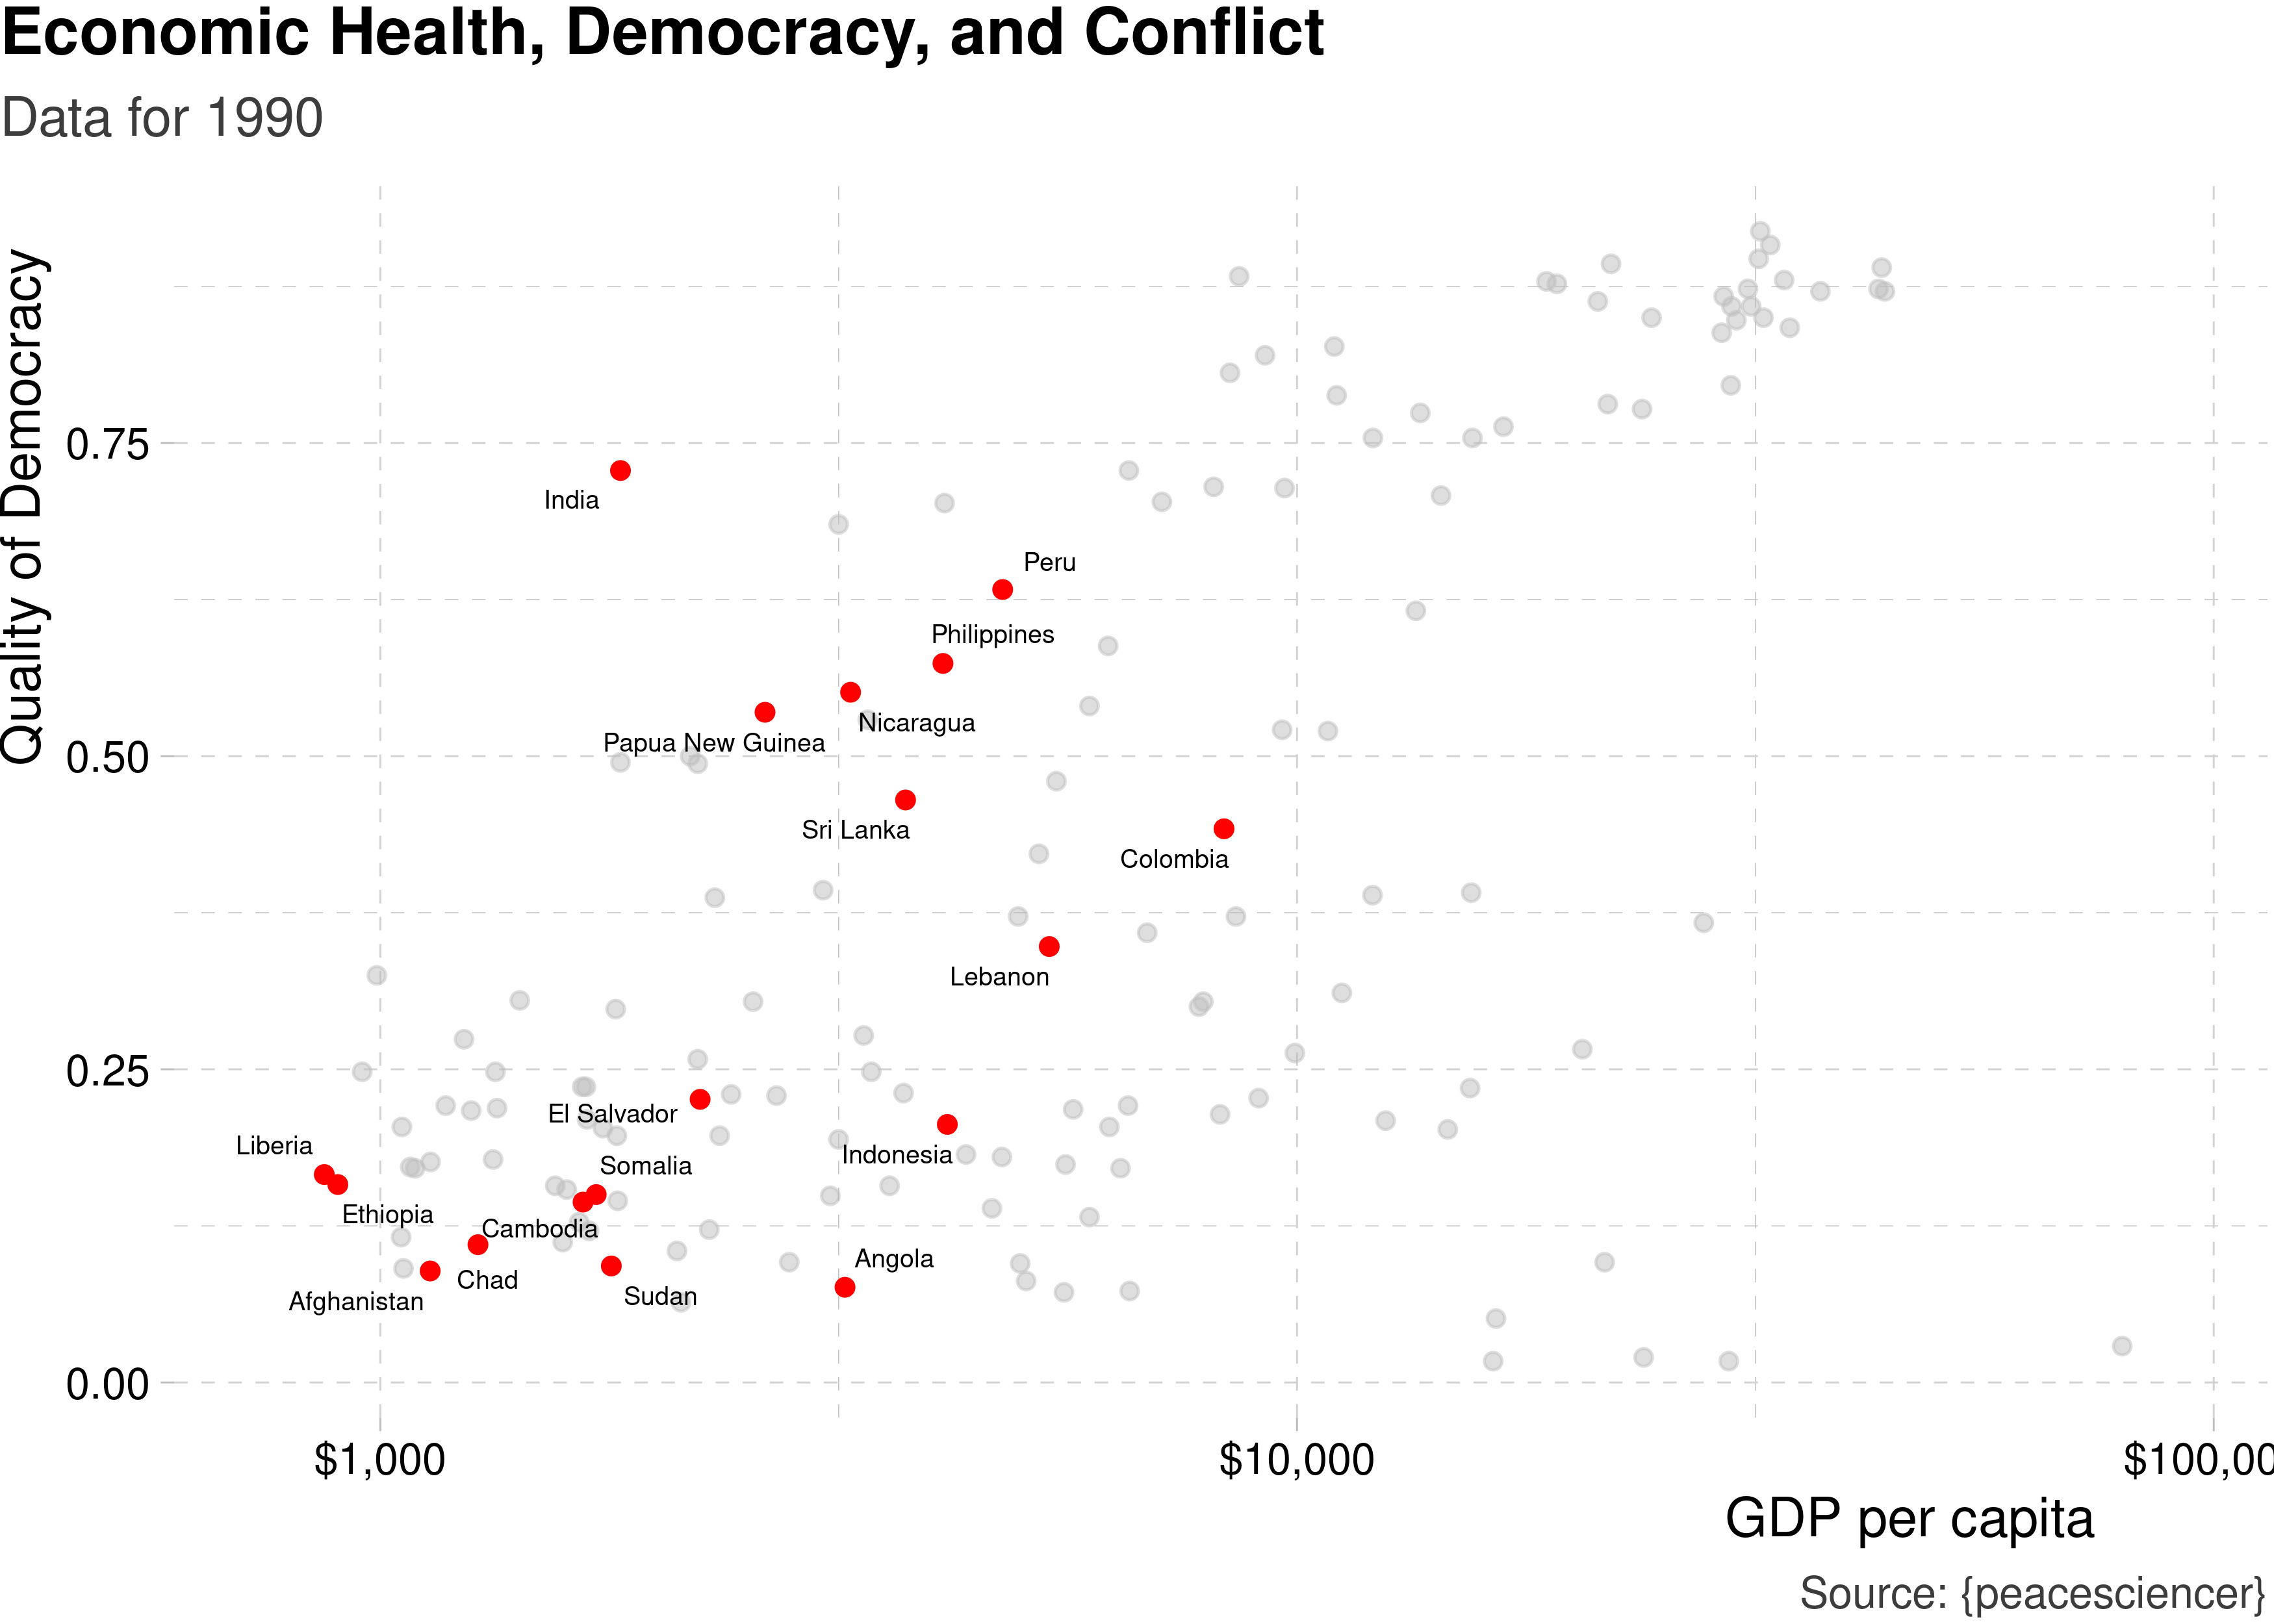 Economic Health, Democracy, and Conflict
Data for 1990
Quality of Democracy
0.75
0.50
0.25
0.00
India
Peru
Philippines
Nicaragua
Papua New Guinea
Sri Lanka
Colombia
Lebanon
El Salvador
Indonesia
Liberia
Somalia
Ethiopia
Cambodia
Angola
Chad
Sudan
Afghanistan
$1,000
$10,000
$100,00
GDP per capita
Source: {peacesciencer}